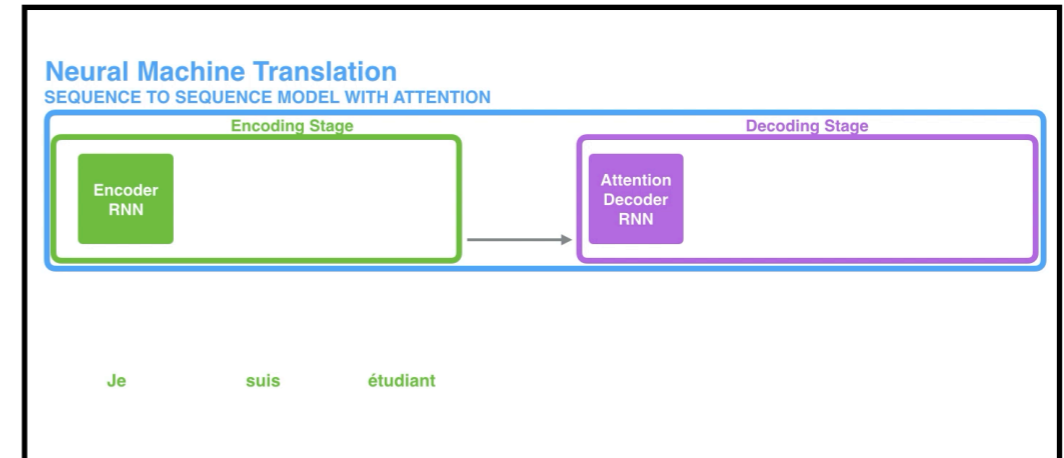 Neural Machine Translation
SEQUENCE TO SEQUENCE MODEL WITH ATTENTION
Encoding Stage
Decoding Stage
Encoder
RNN
Attention
Decoder
RNN
Je suis étudiant